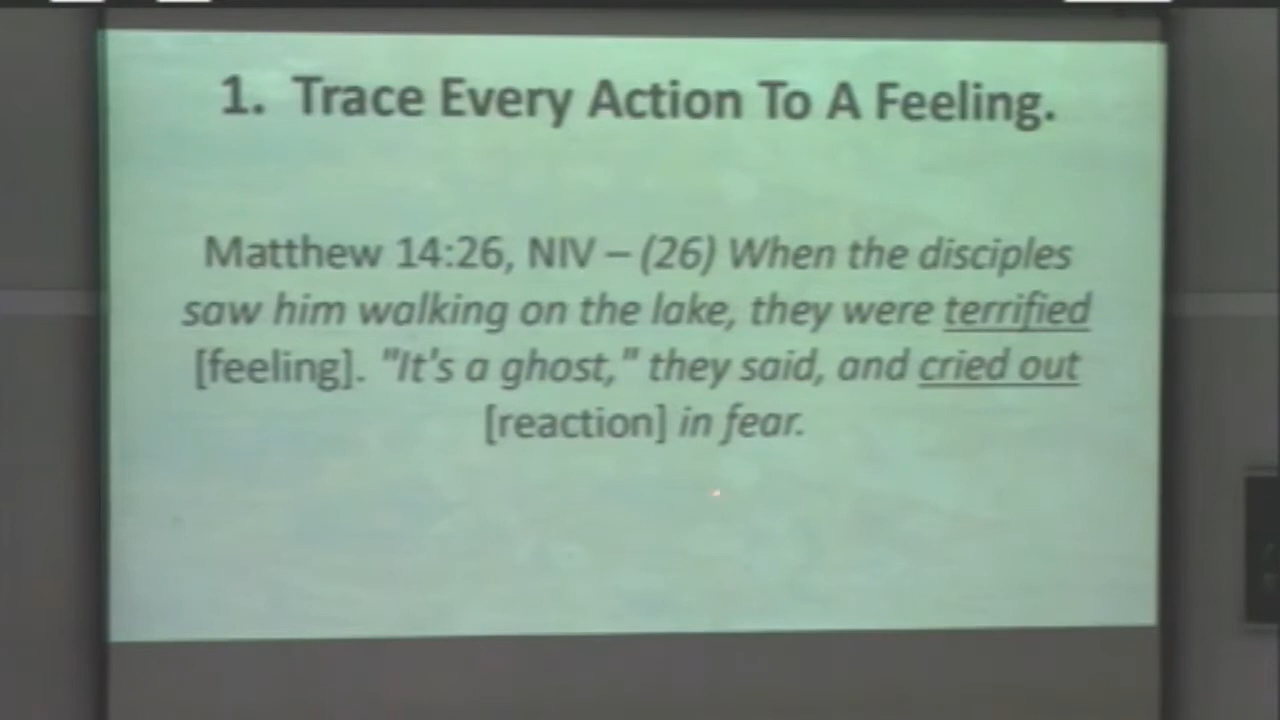 1. Trace Every Action To A Feeling.
Matthew 14:26, NIV – (26) When the disciples
saw him walking on the lake, they were terrified
[feeling]. "It's a ghost," they said, and cried out
[reaction] in fear.